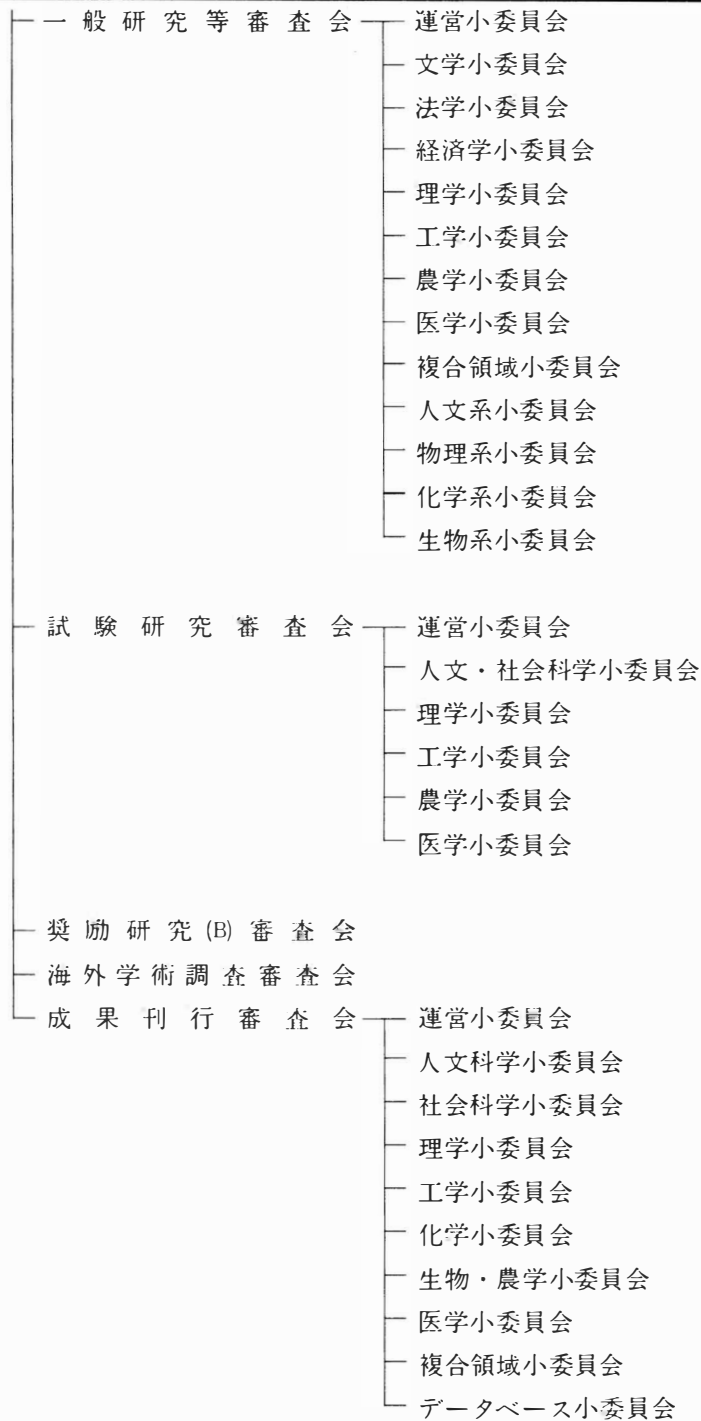 一般研究等審査会 運営小委員会
文学小委員会
法学小委員会
経済学小委員会
理学小委員会
工学小委員会
農学小委員会
医学小委員会
複合領域小委員会
人文系小委員会
物理系小委員会
化学系小委員会
生物系小委員会
試験研究審査会 運営小委員会
人文・社会科学小委員会
理学小委員会
工学小委員会
農学小委員会
医学小委員会
奨励研究(B)審査会
海外学術調査審査会
成果刊行審査会 運営小委員会
人文科学小委員会
社会科学小委員会
理学小委員会
工学小委員会
化学小委員会
生物・農学小委員会
医学小委員会
複合領域小委員会
データベース小委員会